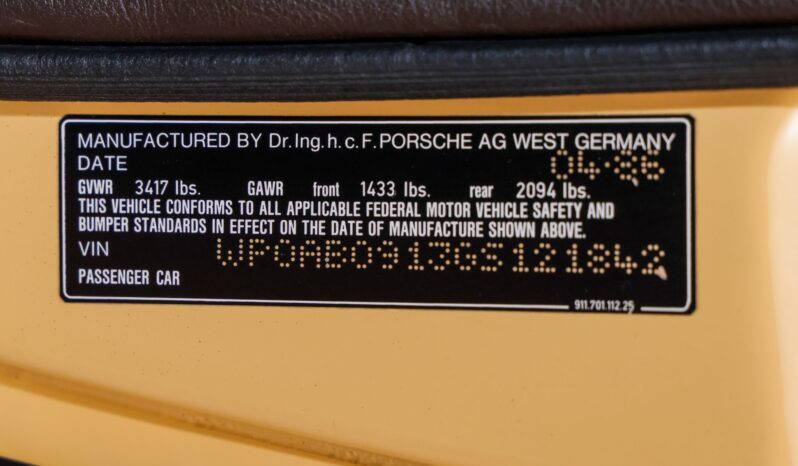 MANUFACTURED BY Dr.Ing.h.c.F.PORSCHE AG WEST GERMANY
DATE 04·86
GVWR 3417 lbs. GAWR front 1433 lbs. rear 2094 lbs.
THIS VEHICLE CONFORMS TO ALL APPLICABLE FEDERAL MOTOR VEHICLE SAFETY AND
BUMPER STANDARDS IN EFFECT ON THE DATE OF MANUFACTURE SHOWN ABOVE.
VIN WP0AB0913GS121842
PASSENGER CAR
911.701.112.25